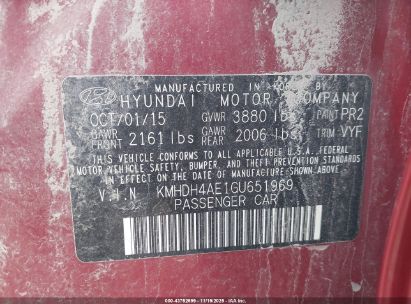 MANUFACTURED IN KOREA BY
HYUNDAI MOTOR COMPANY
OCT/01/15 GVWR 3880 lbs PAINT PR2
GAWR FRONT 2161 lbs GAWR REAR 2006 lbs TRIM VYF
THIS VEHICLE CONFORMS TO ALL APPLICABLE U.S.A. FEDERAL
MOTOR VEHICLE SAFETY, BUMPER, AND THEFT PREVENTION STANDARDS
IN EFFECT ON THE DATE OF MANUFACTURE SHOWN ABOVE.
V.I.N KMHDH4AE1GU651969
PASSENGER CAR